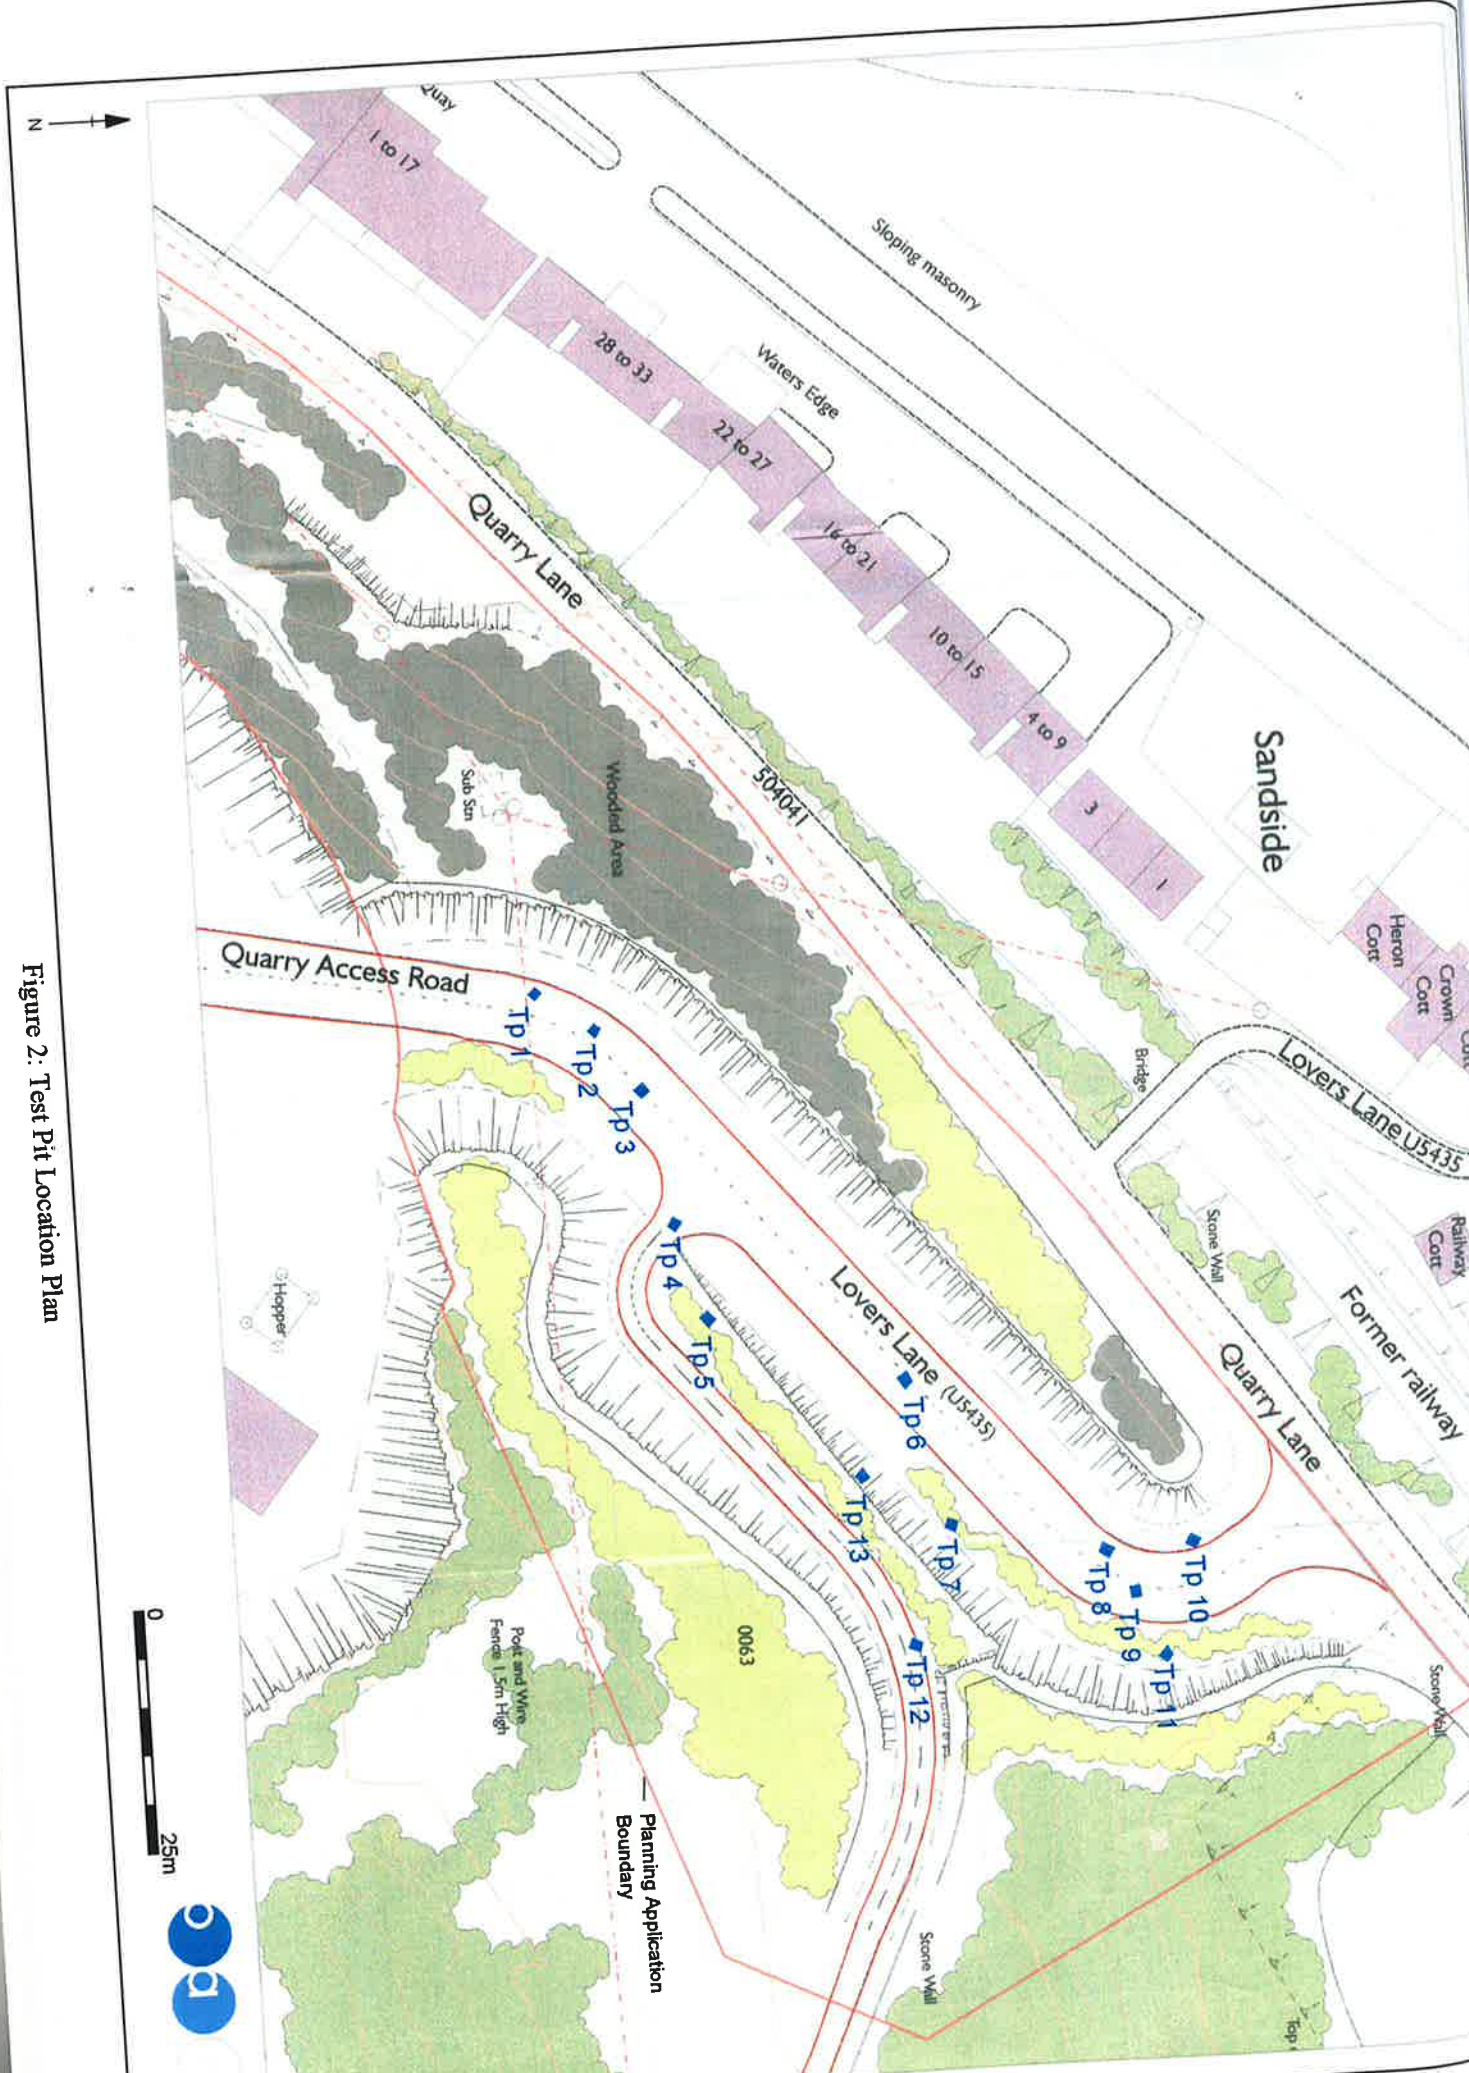 Quay
1 to 17
Sloping masonry
28 to 33
Waters Edge
22 to 27
16 to 21
10 to 15
4 to 9
3
1
Sandside
Heron
Cott
Crown
Cott
Railway
Cott
Lovers Lane U5435
Bridge
Stone Wall
Former railway
Quarry Lane
504041
Quarry Lane
Wooded Area
Sub Stn
Quarry Access Road
Lovers Lane (U5435)
Tp 1
Tp 2
Tp 3
Tp 4
Tp 5
Tp 6
Tp 13
Tp 7
Tp 8
Tp 9
Tp 10
Tp 11
Tp 12
Stone Wall
Hopper
0063
Post and Wire
Fence 1.5m High
Planning Application
Boundary
Stone Wall
Top
N
0
25m
oa
Figure 2: Test Pit Location Plan